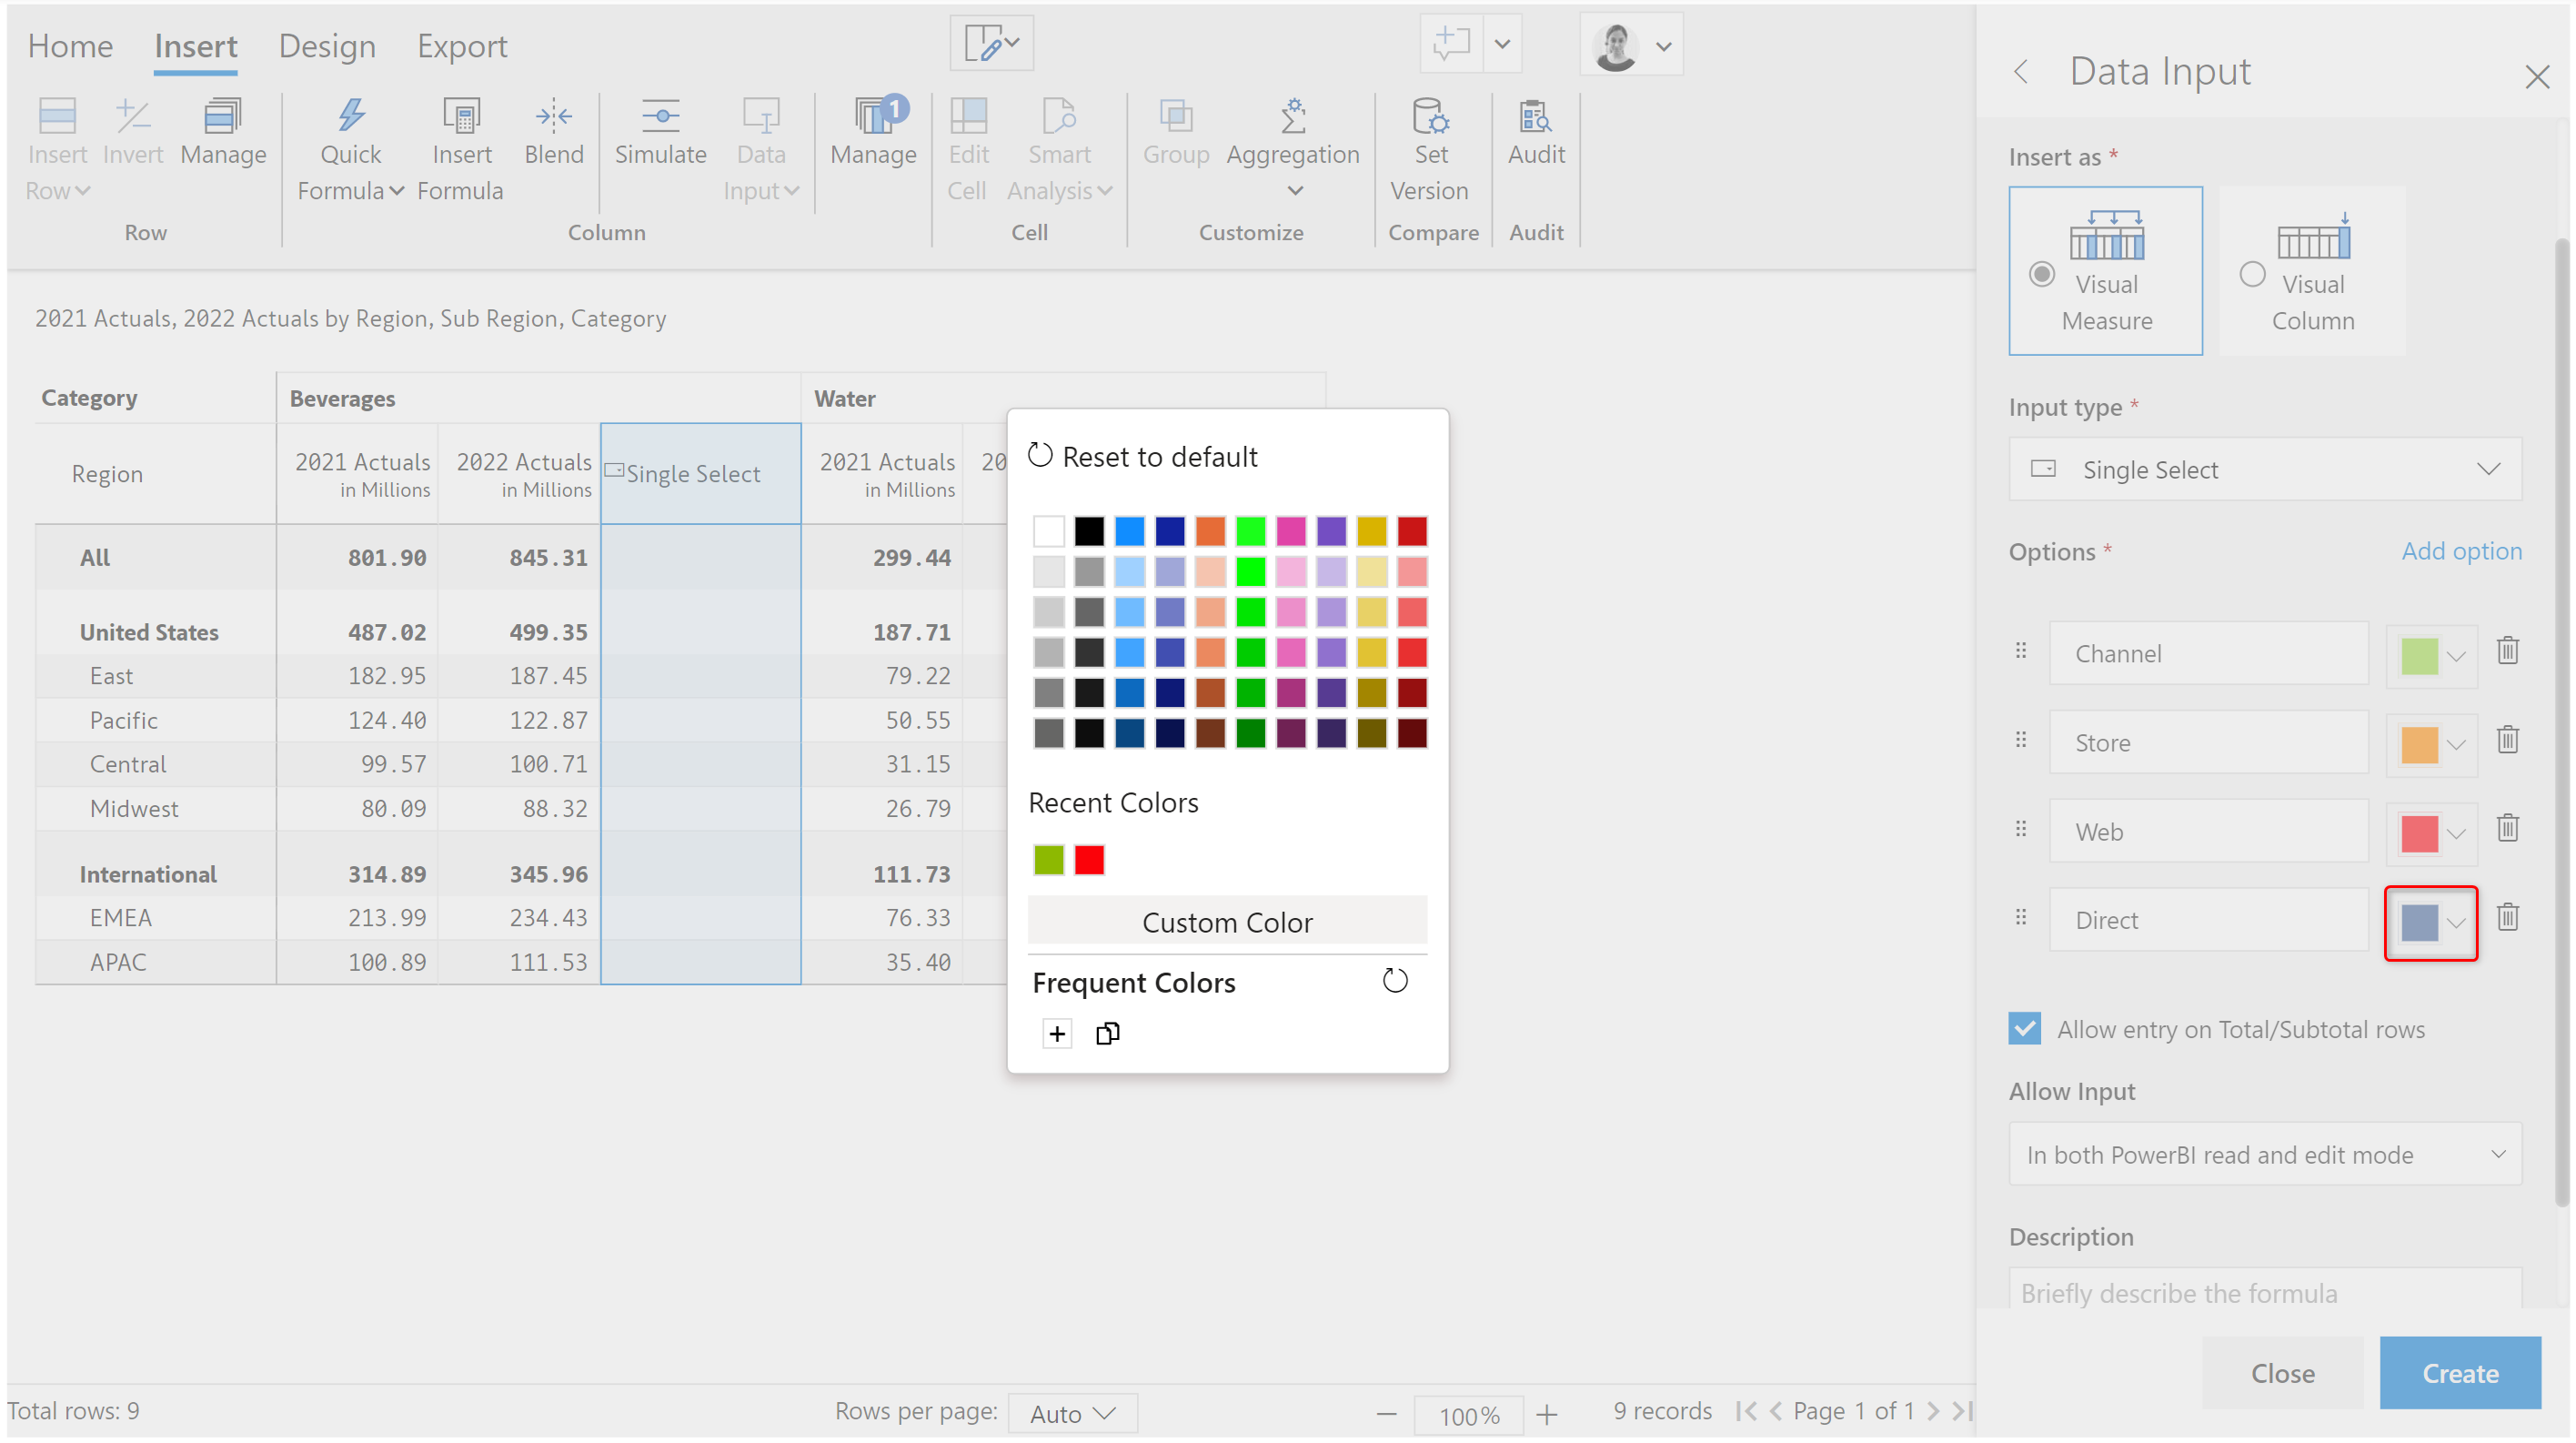 Home Insert Design Export
Insert Row
Invert
Manage
Row
Quick Formula
Insert Formula
Blend
Simulate
Data Input
Column
Manage
1
Edit Cell
Smart Analysis
Cell
Group
Aggregation
Customize
Set Version
Compare
Audit
Audit
2021 Actuals, 2022 Actuals by Region, Sub Region, Category
Category Beverages Water
Region 2021 Actuals in Millions 2022 Actuals in Millions Single Select 2021 Actuals in Millions 20
All 801.90 845.31 299.44
United States 487.02 499.35 187.71
East 182.95 187.45 79.22
Pacific 124.40 122.87 50.55
Central 99.57 100.71 31.15
Midwest 80.09 88.32 26.79
International 314.89 345.96 111.73
EMEA 213.99 234.43 76.33
APAC 100.89 111.53 35.40
Reset to default
Recent Colors
Custom Color
Frequent Colors
Data Input
Insert as *
Visual Measure
Visual Column
Input type *
Single Select
Options * Add option
Channel
Store
Web
Direct
Allow entry on Total/Subtotal rows
Allow Input
In both PowerBI read and edit mode
Description
Briefly describe the formula
Close Create
Total rows: 9 Rows per page: Auto 100% 9 records Page 1 of 1